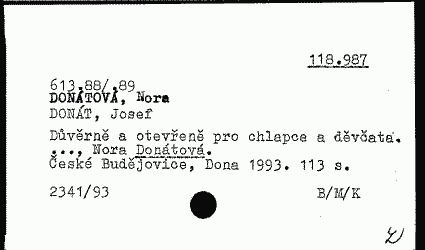 118.987
613.88/.89
DONÁTOVÁ, Nora
DONÁT, Josef
Důvěrně a otevřeně pro chlapce a děvčata.
..., Nora Donátová.
České Budějovice, Dona 1993. 113 s.
2341/93 B/M/K